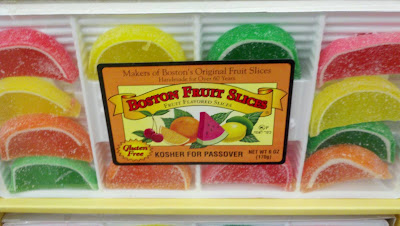 Makers of Boston's Original Fruit Slices
Handmade for Over 80 Years
BOSTON FRUIT SLICES
FRUIT FLAVORED SLICES
Gluten
Free
KOSHER FOR PASSOVER
NET WT 6 OZ
(170g)